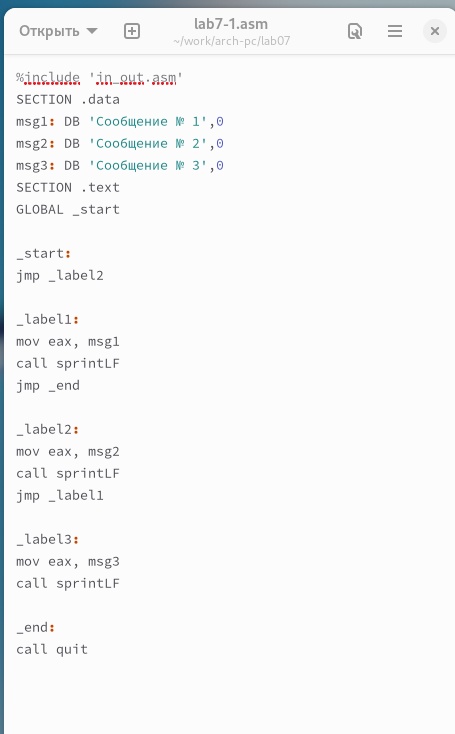 Открыть
lab7-1.asm
~/work/arch-pc/lab07
%include 'in_out.asm'
SECTION .data
msg1: DB 'Сообщение № 1',0
msg2: DB 'Сообщение № 2',0
msg3: DB 'Сообщение № 3',0
SECTION .text
GLOBAL _start
_start:
jmp _label2
_label1:
mov eax, msg1
call sprintLF
jmp _end
_label2:
mov eax, msg2
call sprintLF
jmp _label1
_label3:
mov eax, msg3
call sprintLF
_end:
call quit